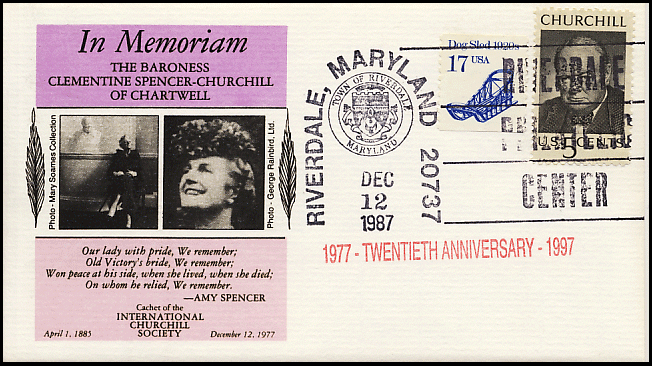 In Memoriam
THE BARONESS
CLEMENTINE SPENCER-CHURCHILL
OF CHARTWELL
Photo - Mary Soames Collection
Photo - George Rainbird, Ltd.
Our lady with pride, We remember;
Old Victory's bride, We remember;
Won peace at his side, when she lived, when she died;
On whom he relied, We remember.
—AMY SPENCER
Cachet of the
INTERNATIONAL
CHURCHILL
SOCIETY
April 1, 1885
December 12, 1977
RIVERDALE, MARYLAND 20737
TOWN OF RIVERDALE
MARYLAND
DEC
12
1987
Dog Sled 1920s
17 USA
CHURCHILL
U.S. 5 CENTS
RIVERDALE
CENTER
1977 - TWENTIETH ANNIVERSARY - 1997